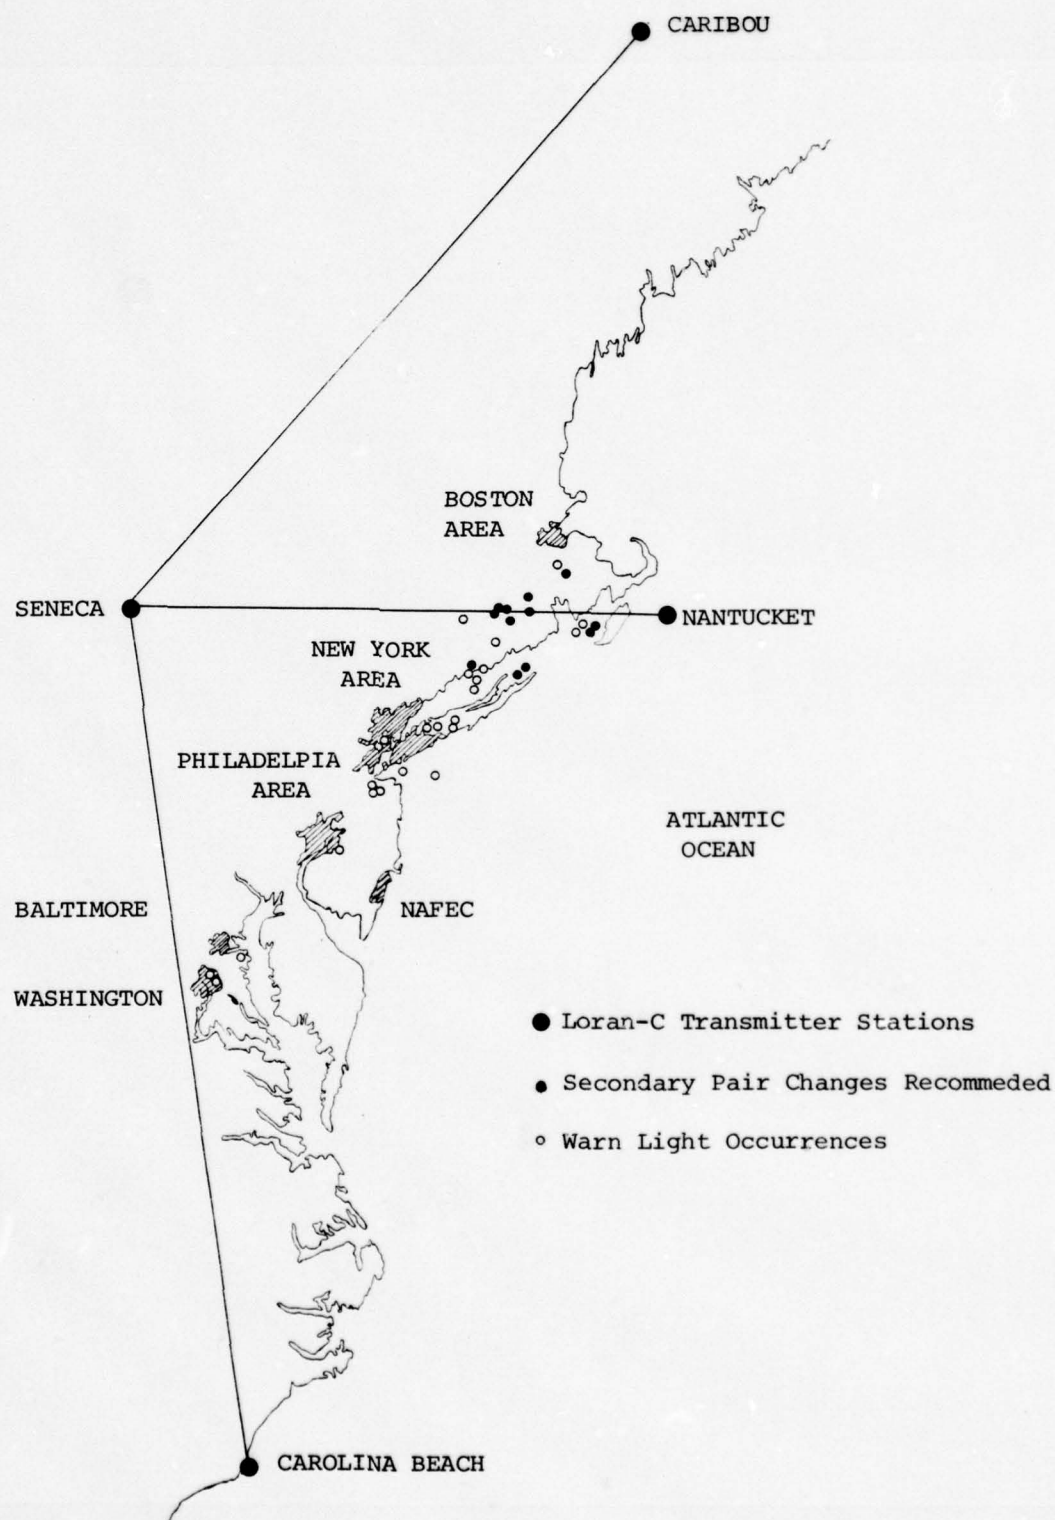 CARIBOU
BOSTON
AREA
SENECA
NANTUCKET
NEW YORK
AREA
PHILADELPIA
AREA
ATLANTIC
OCEAN
BALTIMORE
NAFEC
WASHINGTON
Loran-C Transmitter Stations
Secondary Pair Changes Recommeded
Warn Light Occurrences
CAROLINA BEACH